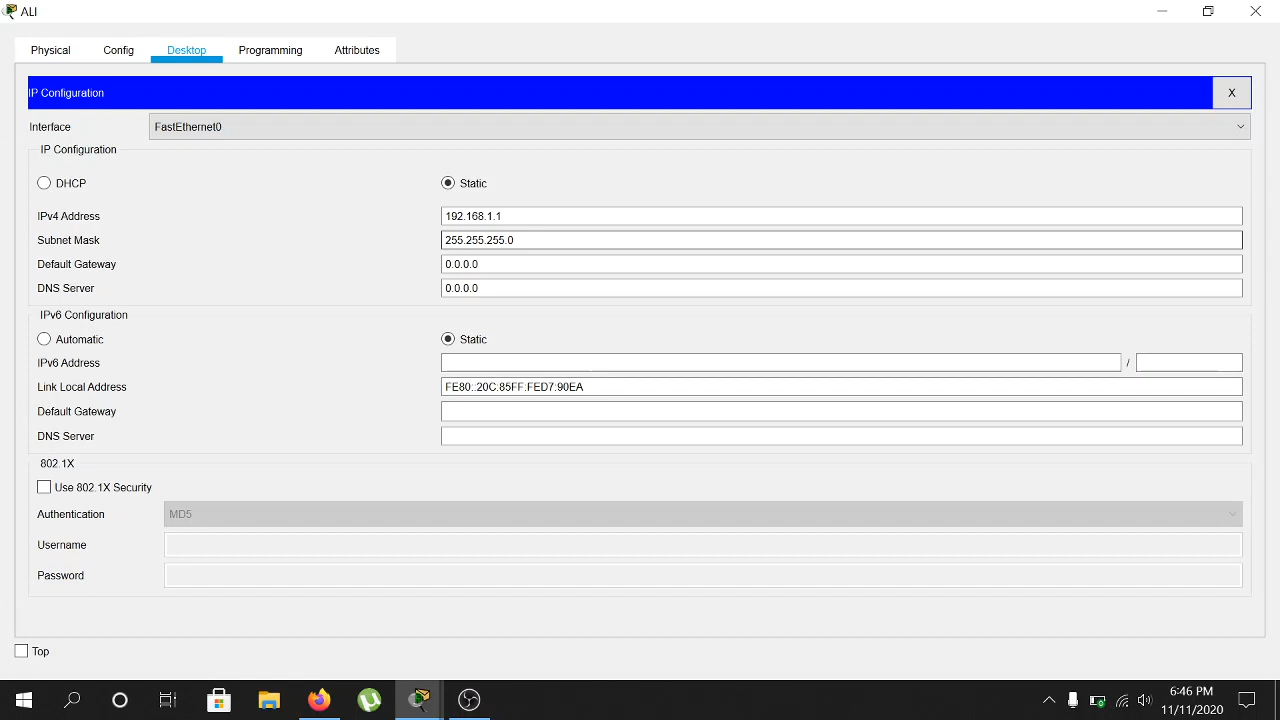 ALI
Physical Config Desktop Programming Attributes
IP Configuration X
Interface FastEthernet0
IP Configuration
DHCP Static
IPv4 Address 192.168.1.1
Subnet Mask 255.255.255.0
Default Gateway 0.0.0.0
DNS Server 0.0.0.0
IPv6 Configuration
Automatic Static
IPv6 Address /
Link Local Address FE80::20C:85FF:FED7:90EA
Default Gateway
DNS Server
802.1X
Use 802.1X Security
Authentication MD5
Username
Password
Top
6:46 PM
11/11/2020